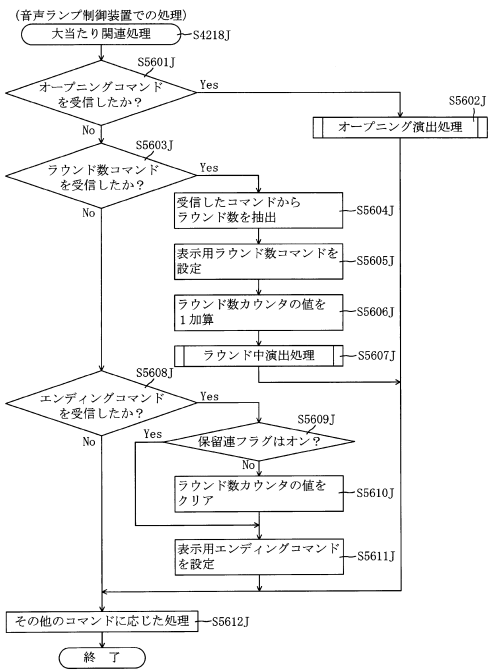 (音声ランプ制御装置での処理)
大当たり関連処理
S4218J
S5601J
オープニングコマンド
を受信したか?
Yes
No
S5602J
オープニング演出処理
S5603J
ラウンド数コマンド
を受信したか?
Yes
No
受信したコマンドから
ラウンド数を抽出
S5604J
表示用ラウンド数コマンドを
設定
S5605J
ラウンド数カウンタの値を
1加算
S5606J
ラウンド中演出処理
S5607J
S5608J
エンディングコマンド
を受信したか?
Yes
No
S5609J
保留連フラグはオン?
Yes
No
ラウンド数カウンタの値を
クリア
S5610J
表示用エンディングコマンド
を設定
S5611J
その他のコマンドに応じた処理
S5612J
終 了